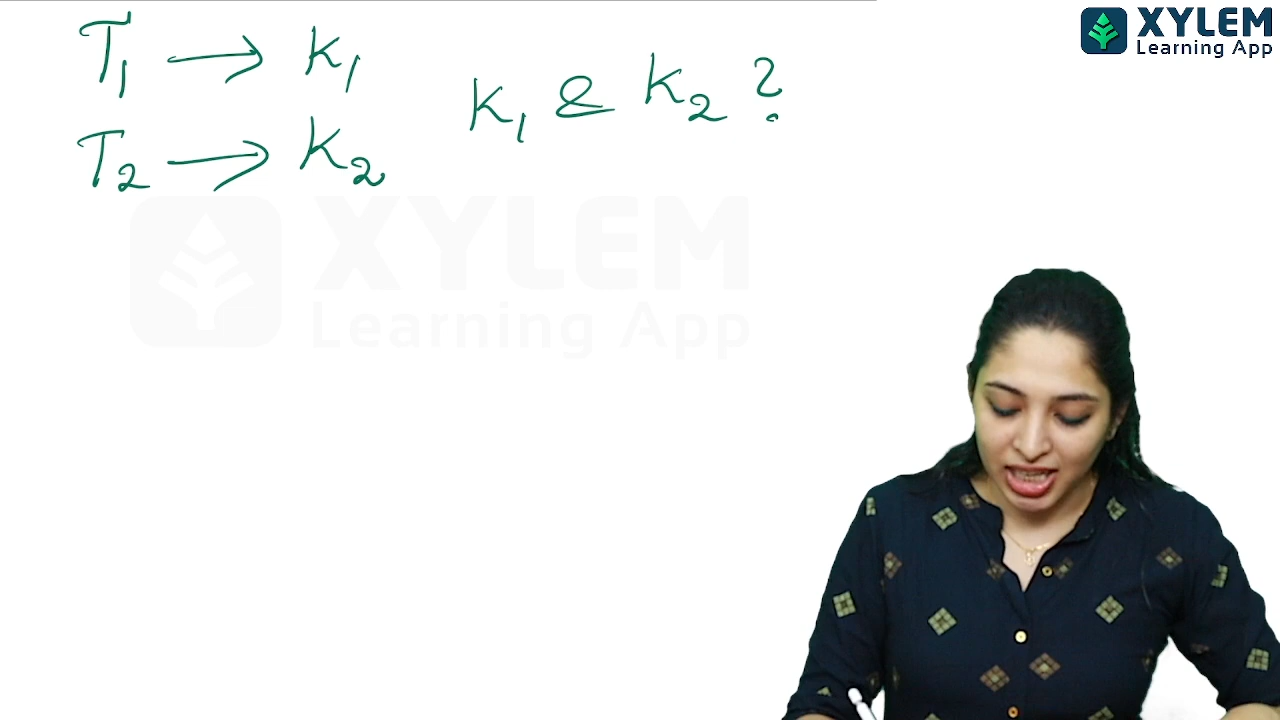 T₁ → K₁
K₁ & K₂ ?
T₂ → K₂
XYLEM
Learning App
XYLEM
Learning App